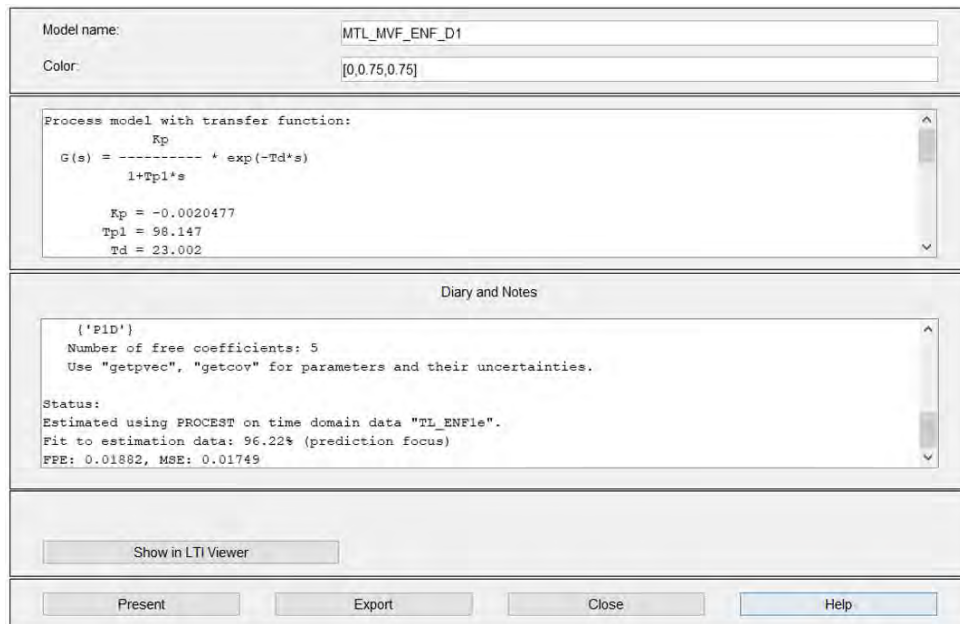 Model name:
MTL_MVF_ENF_D1
Color:
[0,0.75,0.75]
Process model with transfer function:
Kp
G(s) = ---------- * exp(-Td*s)
1+Tp1*s
Kp = -0.0020477
Tp1 = 98.147
Td = 23.002
Diary and Notes
{'P1D'}
Number of free coefficients: 5
Use "getpvec", "getcov" for parameters and their uncertainties.
Status:
Estimated using PROCEST on time domain data "TL_ENF1e".
Fit to estimation data: 96.22% (prediction focus)
FPE: 0.01882, MSE: 0.01749
Show in LTI Viewer
Present
Export
Close
Help